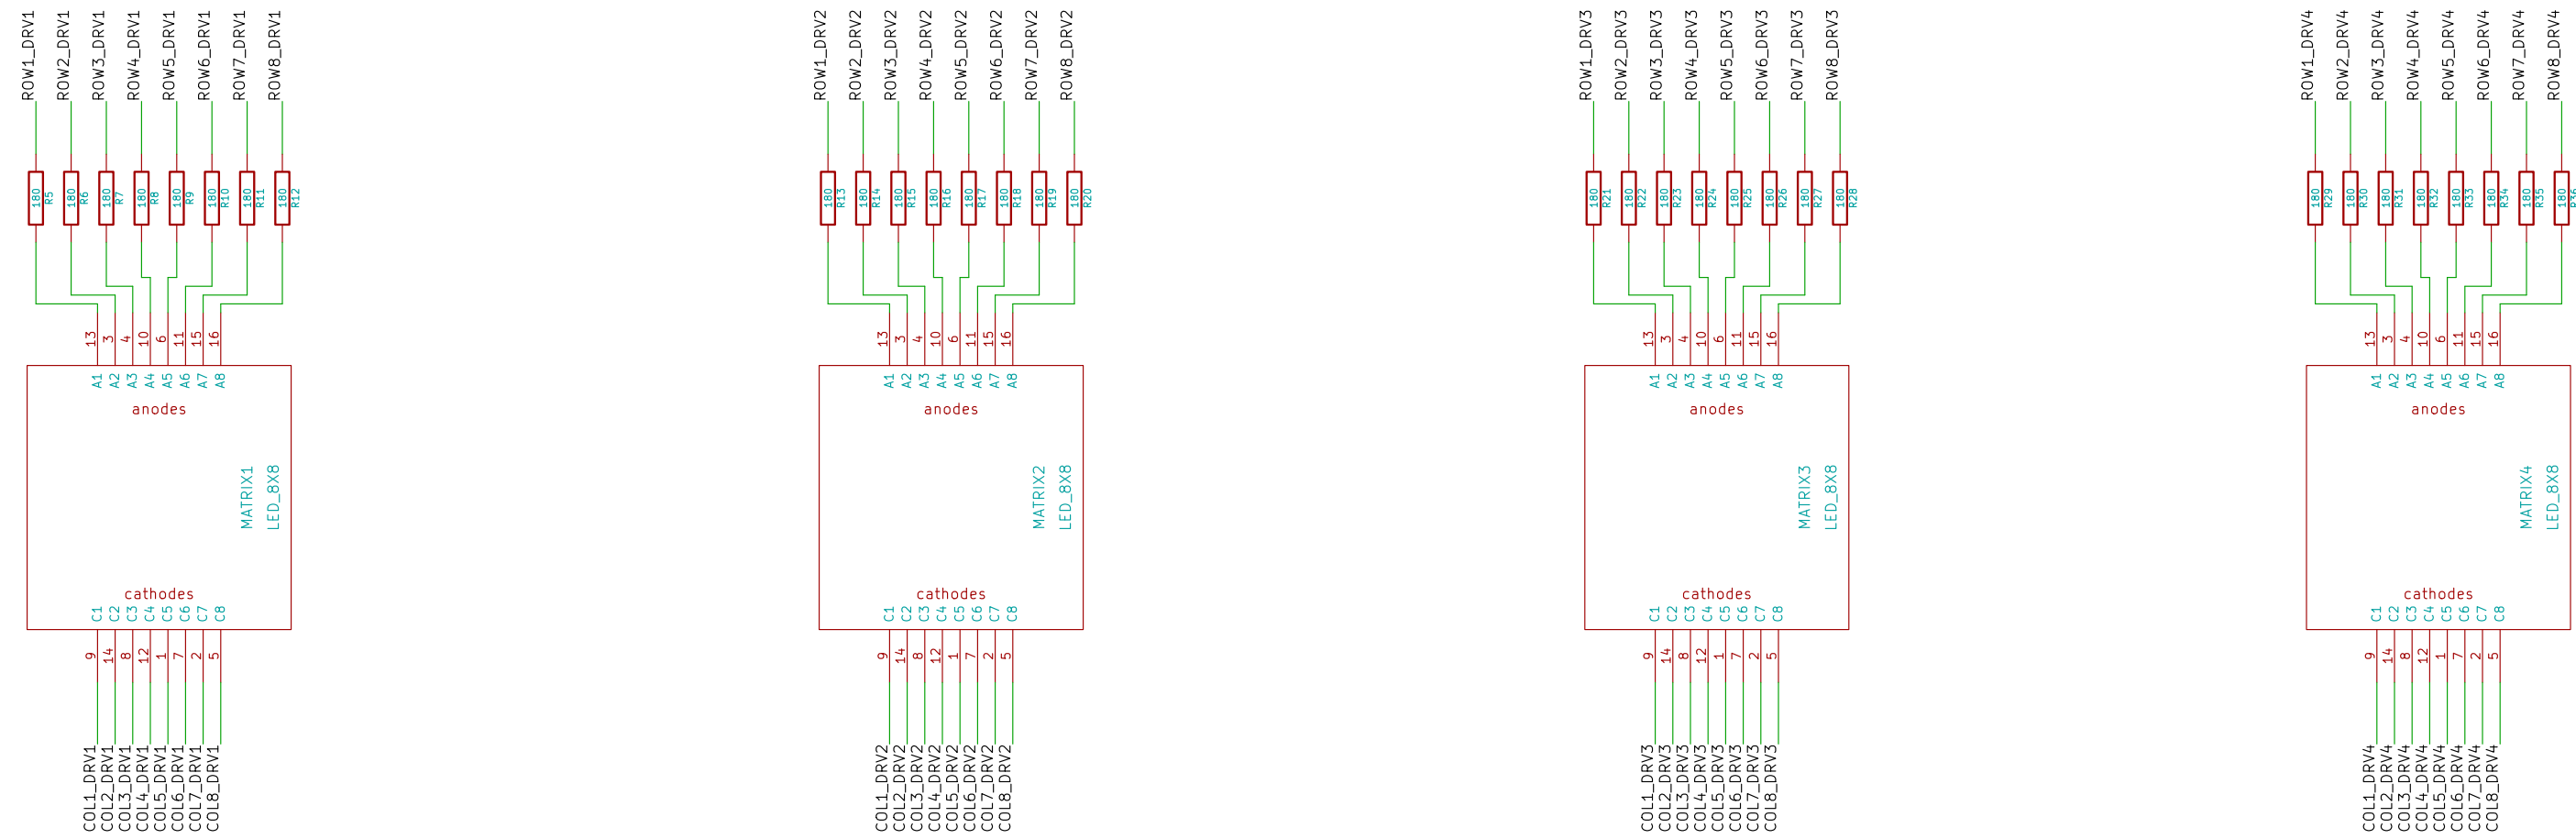 ROW1_DRV1 ROW2_DRV1 ROW3_DRV1 ROW4_DRV1 ROW5_DRV1 ROW6_DRV1 ROW7_DRV1 ROW8_DRV1
180 R5 180 R6 180 R7 180 R8 180 R9 180 R10 180 R11 180 R12
13 3 4 10 6 11 15 16
A1 A2 A3 A4 A5 A6 A7 A8
anodes
MATRIX1
LED_8X8
cathodes
C1 C2 C3 C4 C5 C6 C7 C8
9 14 8 12 1 7 2 5
COL1_DRV1 COL2_DRV1 COL3_DRV1 COL4_DRV1 COL5_DRV1 COL6_DRV1 COL7_DRV1 COL8_DRV1
ROW1_DRV2 ROW2_DRV2 ROW3_DRV2 ROW4_DRV2 ROW5_DRV2 ROW6_DRV2 ROW7_DRV2 ROW8_DRV2
180 R13 180 R14 180 R15 180 R16 180 R17 180 R18 180 R19 180 R20
13 3 4 10 6 11 15 16
A1 A2 A3 A4 A5 A6 A7 A8
anodes
MATRIX2
LED_8X8
cathodes
C1 C2 C3 C4 C5 C6 C7 C8
9 14 8 12 1 7 2 5
COL1_DRV2 COL2_DRV2 COL3_DRV2 COL4_DRV2 COL5_DRV2 COL6_DRV2 COL7_DRV2 COL8_DRV2
ROW1_DRV3 ROW2_DRV3 ROW3_DRV3 ROW4_DRV3 ROW5_DRV3 ROW6_DRV3 ROW7_DRV3 ROW8_DRV3
180 R21 180 R22 180 R23 180 R24 180 R25 180 R26 180 R27 180 R28
13 3 4 10 6 11 15 16
A1 A2 A3 A4 A5 A6 A7 A8
anodes
MATRIX3
LED_8X8
cathodes
C1 C2 C3 C4 C5 C6 C7 C8
9 14 8 12 1 7 2 5
COL1_DRV3 COL2_DRV3 COL3_DRV3 COL4_DRV3 COL5_DRV3 COL6_DRV3 COL7_DRV3 COL8_DRV3
ROW1_DRV4 ROW2_DRV4 ROW3_DRV4 ROW4_DRV4 ROW5_DRV4 ROW6_DRV4 ROW7_DRV4 ROW8_DRV4
180 R29 180 R30 180 R31 180 R32 180 R33 180 R34 180 R35 180
13 3 4 10 6 11 15 16
A1 A2 A3 A4 A5 A6 A7 A8
anodes
MATRIX4
LED_8X8
cathodes
C1 C2 C3 C4 C5 C6 C7 C8
9 14 8 12 1 7 2 5
COL1_DRV4 COL2_DRV4 COL3_DRV4 COL4_DRV4 COL5_DRV4 COL6_DRV4 COL7_DRV4 COL8_DRV4